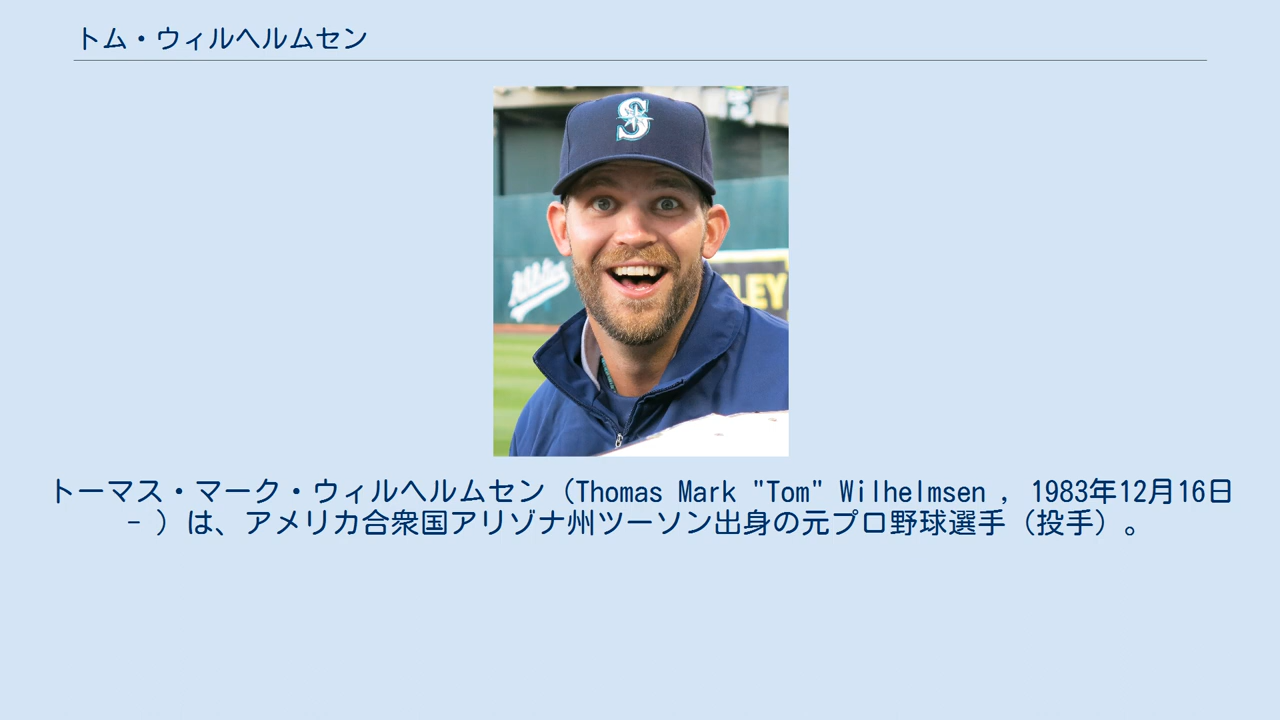 トム・ウィルヘルムセン
S
Athletics
LEY
トーマス・マーク・ウィルヘルムセン（Thomas Mark "Tom" Wilhelmsen , 1983年12月16日
- ）は、アメリカ合衆国アリゾナ州ツーソン出身の元プロ野球選手（投手）。